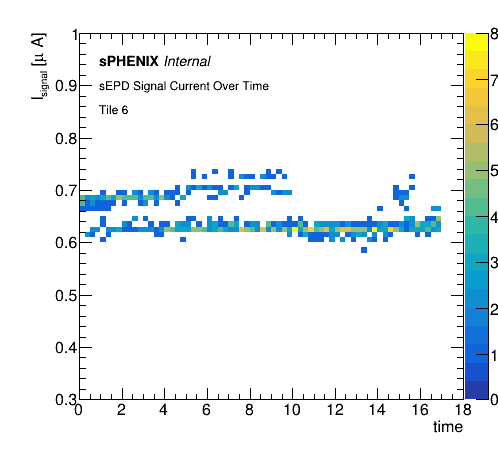 sPHENIX Internal
sEPD Signal Current Over Time
Tile 6
I_signal [μ A]
1
0.9
0.8
0.7
0.6
0.5
0.4
0.3
0 2 4 6 8 10 12 14 16 18
time
8
7
6
5
4
3
2
1
0